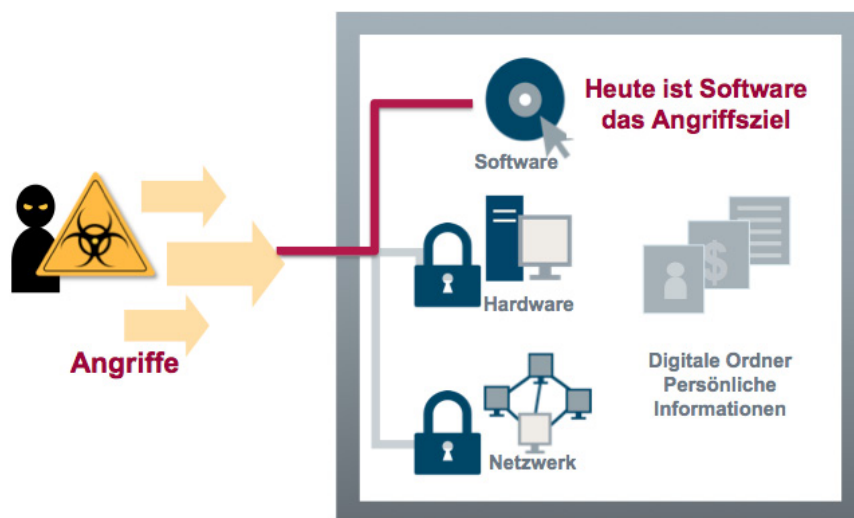 Heute ist Software
das Angriffsziel
Software
Hardware
Angriffe
Digitale Ordner
Persönliche
Informationen
Netzwerk